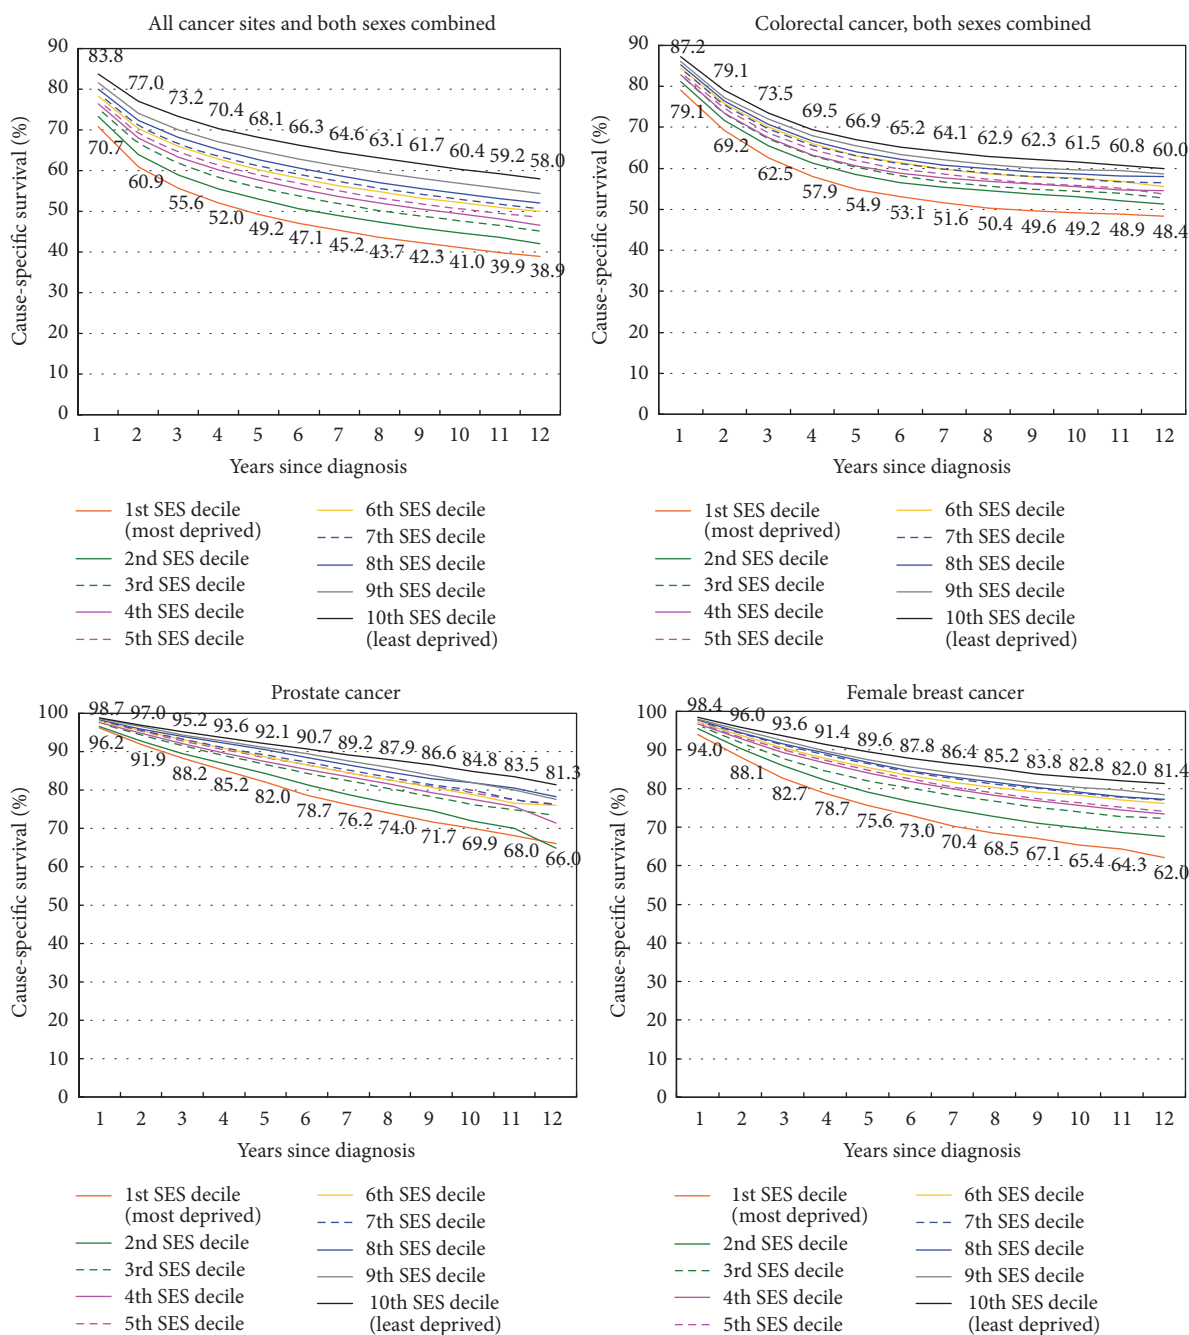 All cancer sites and both sexes combined
Cause-specific survival (%)
90
80
70
60
50
40
30
20
10
0
83.8
77.0
73.2
70.4
68.1
66.3
64.6
63.1
61.7
60.4
59.2
58.0
70.7
60.9
55.6
52.0
49.2
47.1
45.2
43.7
42.3
41.0
39.9
38.9
1 2 3 4 5 6 7 8 9 10 11 12
Years since diagnosis
1st SES decile
(most deprived)
2nd SES decile
3rd SES decile
4th SES decile
5th SES decile
6th SES decile
7th SES decile
8th SES decile
9th SES decile
10th SES decile
(least deprived)
Colorectal cancer, both sexes combined
Cause-specific survival (%)
90
80
70
60
50
40
30
20
10
0
87.2
79.1
73.5
69.5
66.9
65.2
64.1
62.9
62.3
61.5
60.8
60.0
79.1
69.2
62.5
57.9
54.9
53.1
51.6
50.4
49.6
49.2
48.9
48.4
1 2 3 4 5 6 7 8 9 10 11 12
Years since diagnosis
1st SES decile
(most deprived)
2nd SES decile
3rd SES decile
4th SES decile
5th SES decile
6th SES decile
7th SES decile
8th SES decile
9th SES decile
10th SES decile
(least deprived)
Prostate cancer
Cause-specific survival (%)
100
90
80
70
60
50
40
30
20
10
0
98.7
97.0
95.2
93.6
92.1
90.7
89.2
87.9
86.6
84.8
83.5
81.3
96.2
91.9
88.2
85.2
82.0
78.7
76.2
74.0
71.7
69.9
68.0
66.0
1 2 3 4 5 6 7 8 9 10 11 12
Years since diagnosis
1st SES decile
(most deprived)
2nd SES decile
3rd SES decile
4th SES decile
5th SES decile
6th SES decile
7th SES decile
8th SES decile
9th SES decile
10th SES decile
(least deprived)
Female breast cancer
Cause-specific survival (%)
100
90
80
70
60
50
40
30
20
10
0
98.4
96.0
93.6
91.4
89.6
87.8
86.4
85.2
83.8
82.8
82.0
81.4
94.0
88.1
82.7
78.7
75.6
73.0
70.4
68.5
67.1
65.4
64.3
62.0
1 2 3 4 5 6 7 8 9 10 11 12
Years since diagnosis
1st SES decile
(most deprived)
2nd SES decile
3rd SES decile
4th SES decile
5th SES decile
6th SES decile
7th SES decile
8th SES decile
9th SES decile
10th SES decile
(least deprived)